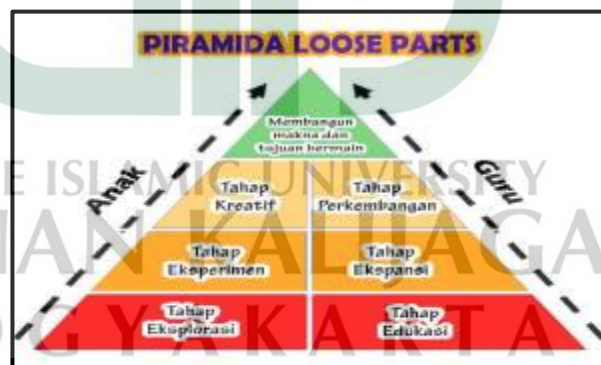 PIRAMIDA LOOSE PARTS
Membangun
makna dan
tujuan bermain
Anak
Guru
Tahap
Kreatif
Tahap
Perkembangan
Tahap
Eksperimen
Tahap
Ekspansi
Tahap
Eksplorasi
Tahap
Edukasi
E ISLAMIC UNIVERSITY
NAN KALIJAGA
OGYAKARTA